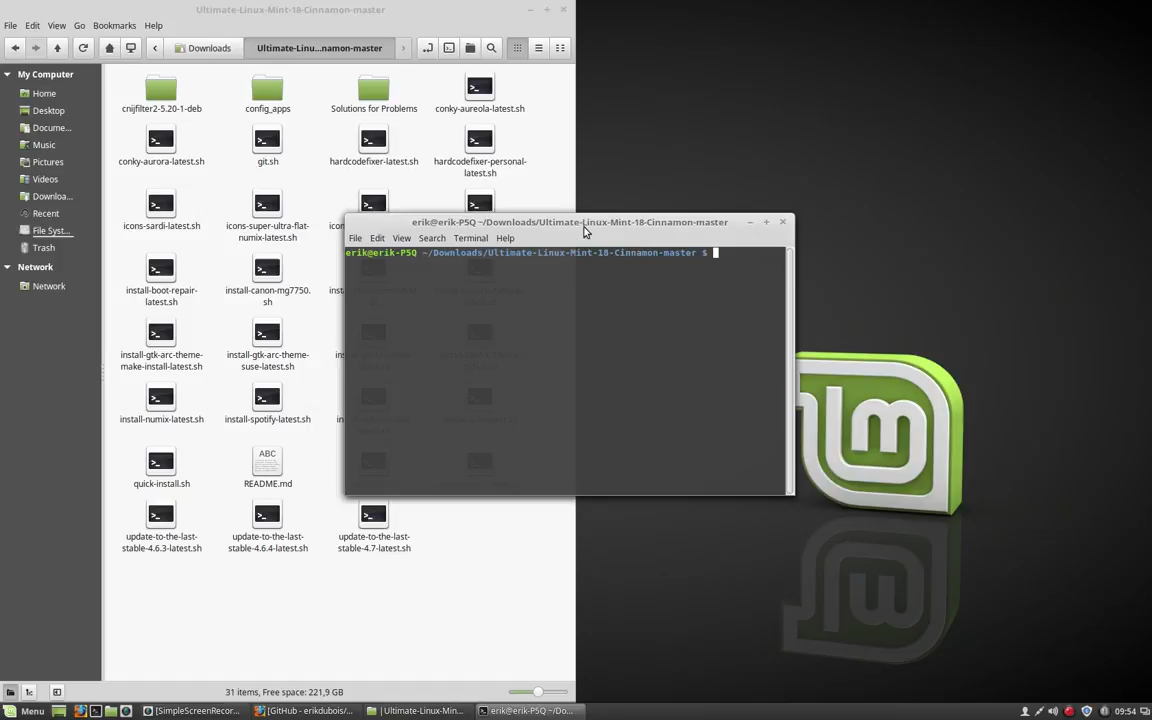 Ultimate-Linux-Mint-18-Cinnamon-master
File Edit View Go Bookmarks Help
Downloads
Ultimate-Linu...namon-master
My Computer
Home
Desktop
Docume...
Music
Pictures
Videos
Downloa...
Recent
File Syst...
Trash
Network
Network
cnijfilter2-5.20-1-deb
config_apps
Solutions for Problems
conky-aureola-latest.sh
conky-aurora-latest.sh
git.sh
hardcodefixer-latest.sh
hardcodefixer-personal-
latest.sh
icons-sardi-latest.sh
icons-super-ultra-flat-
numix-latest.sh
erik@erik-P5Q ~/Downloads/Ultimate-Linux-Mint-18-Cinnamon-master
File Edit View Search Terminal Help
erik@erik-P5Q ~/Downloads/Ultimate-Linux-Mint-18-Cinnamon-master $
install-boot-repair-
latest.sh
install-canon-mg7750.
sh
install-gtk-arc-theme-
make-install-latest.sh
install-gtk-arc-theme-
suse-latest.sh
install-numix-latest.sh
install-spotify-latest.sh
quick-install.sh
ABC
README.md
update-to-the-last-
stable-4.6.3-latest.sh
update-to-the-last-
stable-4.6.4-latest.sh
update-to-the-last-
stable-4.7-latest.sh
31 items, Free space: 221,9 GB
Menu
[SimpleScreenRecor...
[GitHub - erikdubois/...
Ultimate-Linux-Min...
erik@erik-P5Q ~/Do...
09:54